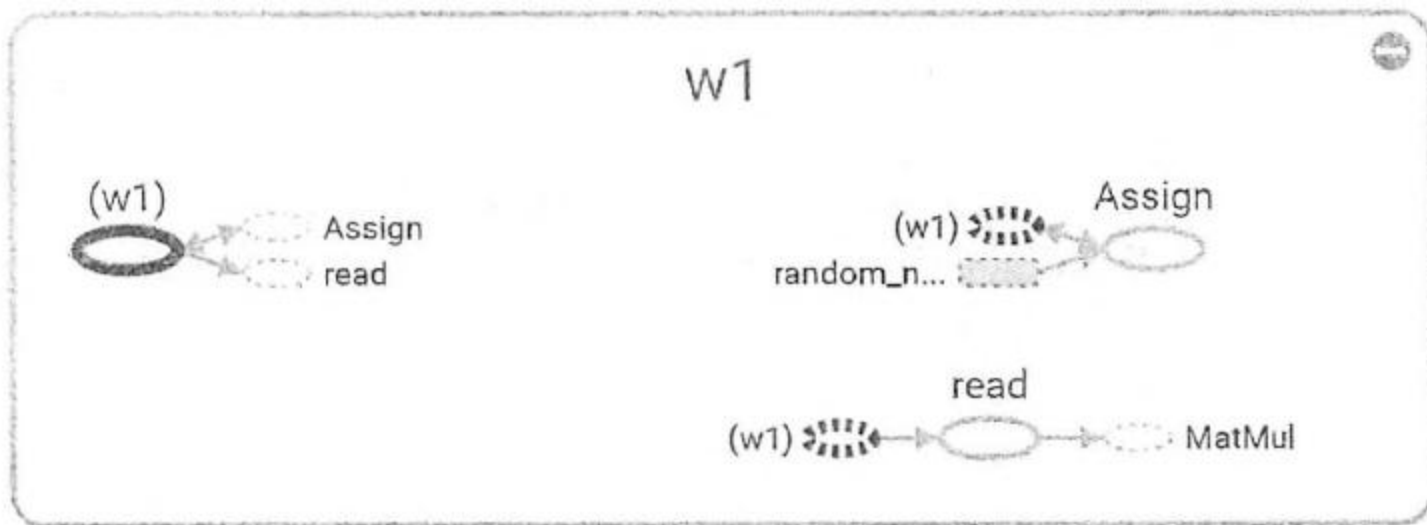 w1
(w1)
Assign
read
Assign
(w1)
random_n...
read
(w1)
MatMul